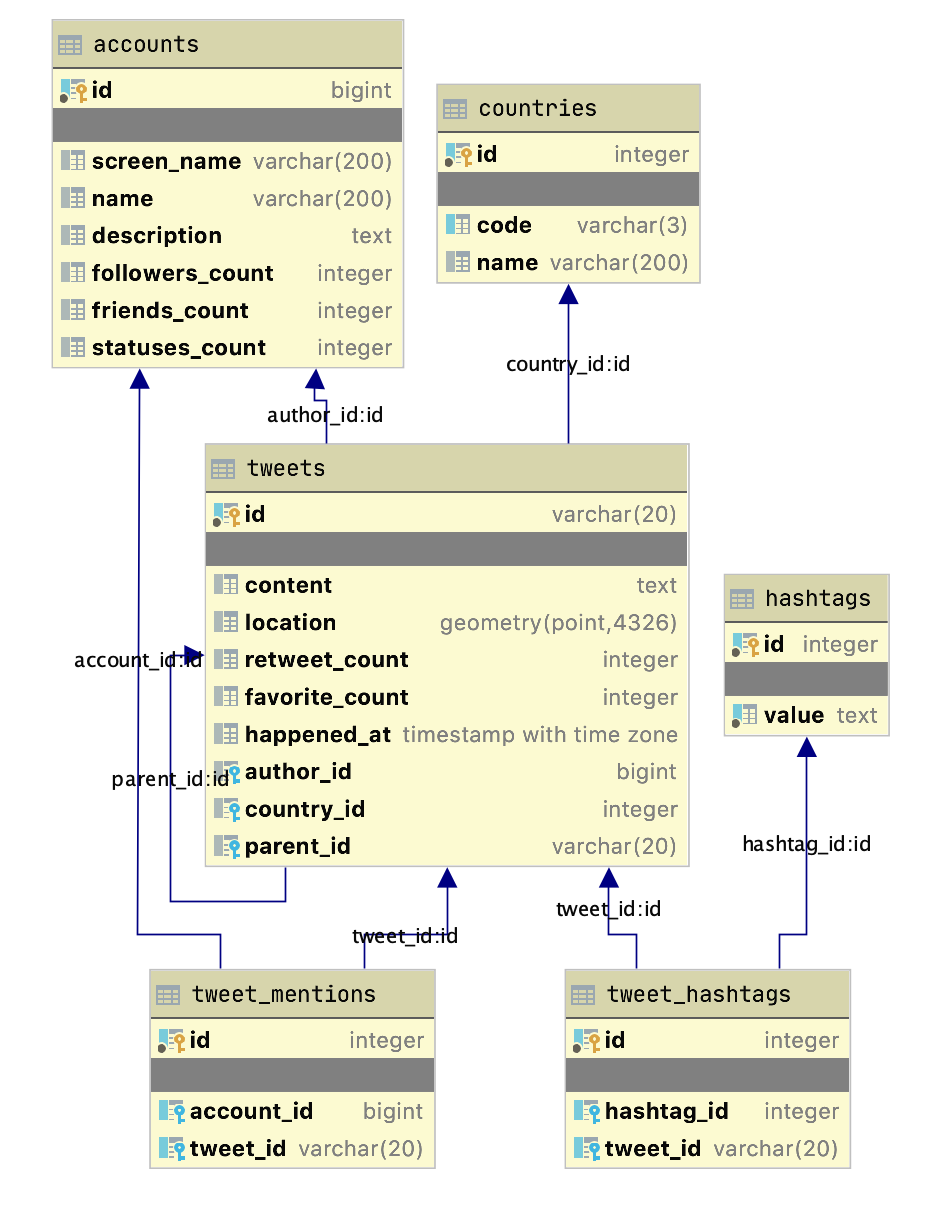 accounts
id bigint
screen_name varchar(200)
name varchar(200)
description text
followers_count integer
friends_count integer
statuses_count integer
countries
id integer
code varchar(3)
name varchar(200)
country_id:id
author_id:id
tweets
id varchar(20)
content text
location geometry(point,4326)
retweet_count integer
favorite_count integer
happened_at timestamp with time zone
author_id bigint
country_id integer
parent_id varchar(20)
account_id:id
parent_id:id
hashtags
id integer
value text
hashtag_id:id
tweet_id:id
tweet_id:id
tweet_mentions
id integer
account_id bigint
tweet_id varchar(20)
tweet_hashtags
id integer
hashtag_id integer
tweet_id varchar(20)